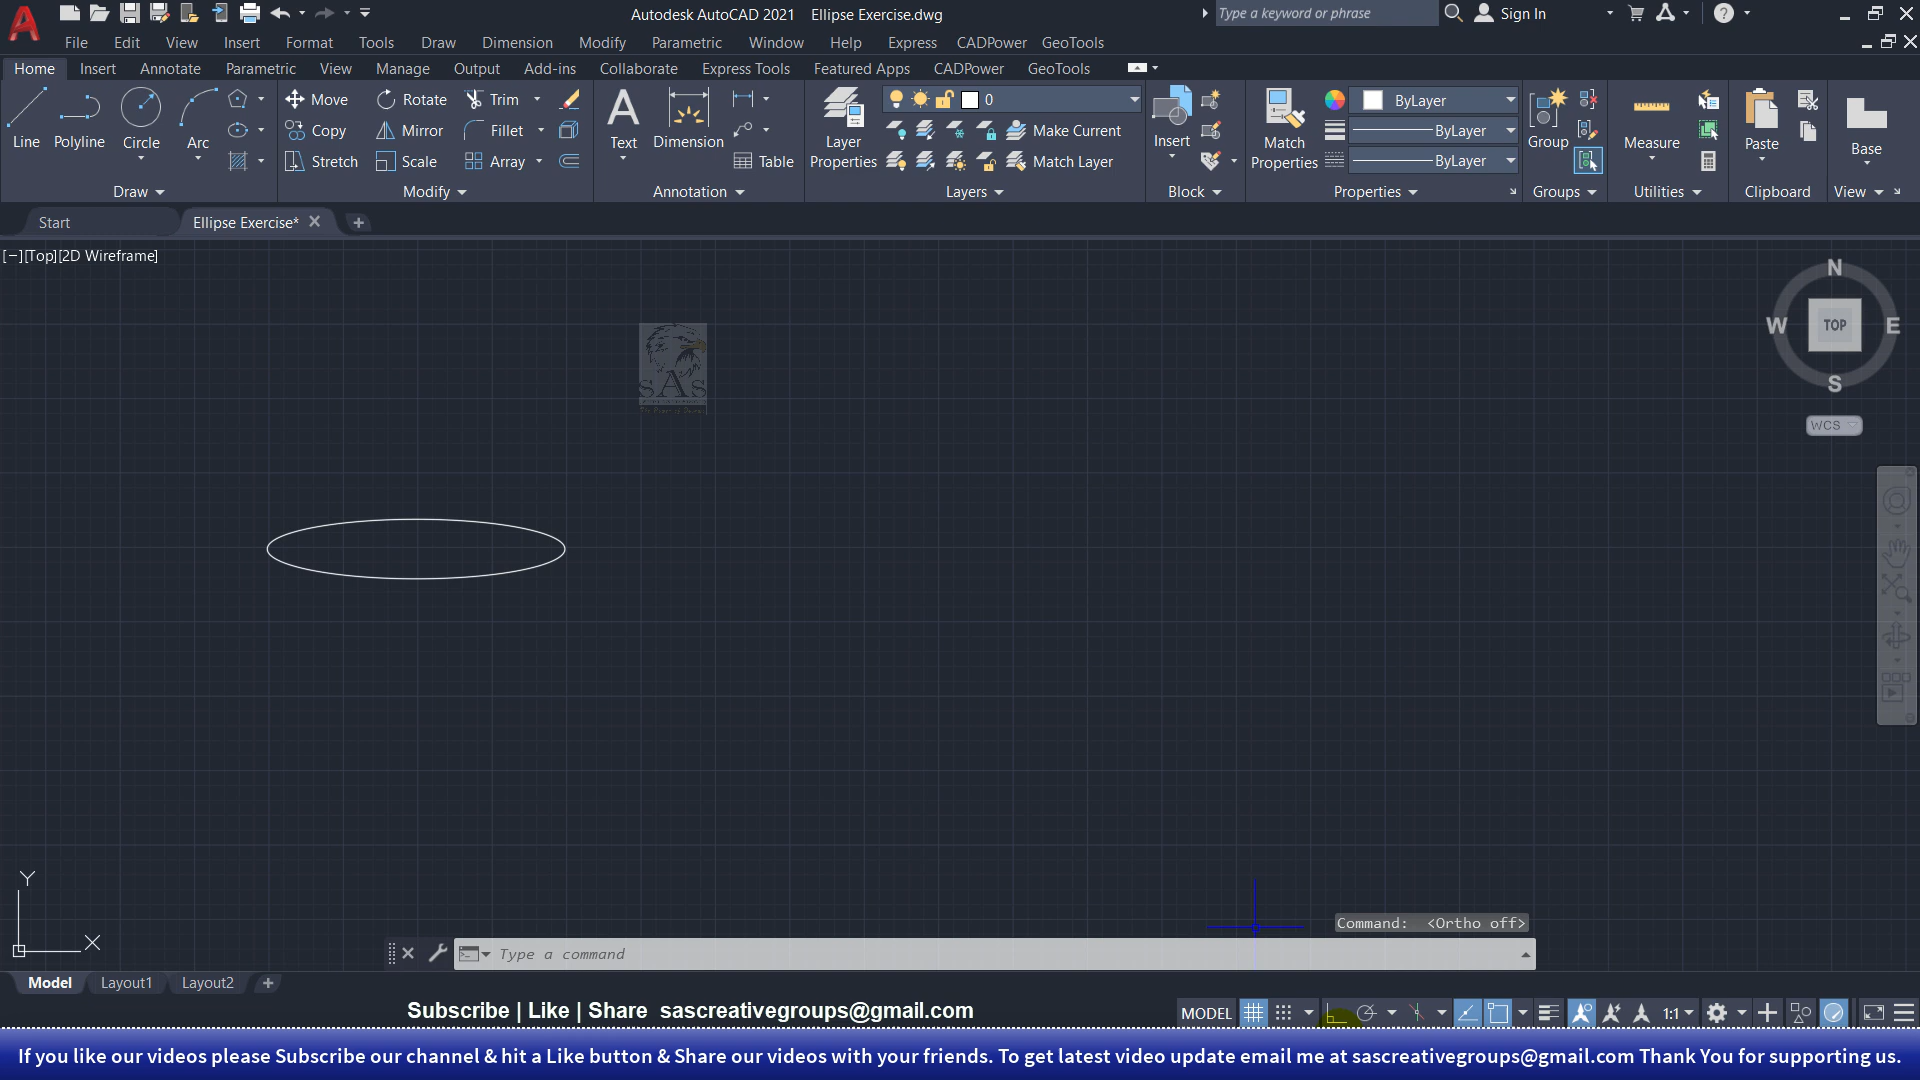 Autodesk AutoCAD 2021 Ellipse Exercise.dwg
Type a keyword or phrase
Sign In
File Edit View Insert Format Tools Draw Dimension Modify Parametric Window Help Express CADPower GeoTools
Home Insert Annotate Parametric View Manage Output Add-ins Collaborate Express Tools Featured Apps CADPower GeoTools
Line Polyline Circle Arc
Draw
Move Rotate Trim
Copy Mirror Fillet
Stretch Scale Array
Modify
Text Dimension
Table
Annotation
Layer Properties
0
Make Current
Match Layer
Layers
Insert
Block
Match Properties
ByLayer
ByLayer
ByLayer
Properties
Group
Groups
Measure
Utilities
Paste
Clipboard
Base
View
Start Ellipse Exercise*
[−][Top][2D Wireframe]
N
W TOP E
S
WCS
SAS
Y
X
Command: <Ortho off>
Type a command
Model Layout1 Layout2
Subscribe | Like | Share sascreativegroups@gmail.com
MODEL 1:1
If you like our videos please Subscribe our channel & hit a Like button & Share our videos with your friends. To get latest video update email me at sascreativegroups@gmail.com Thank You for supporting us.